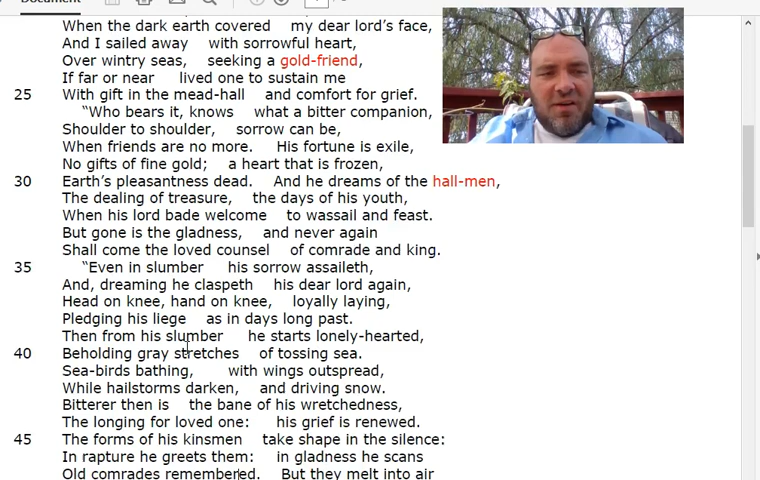 When the dark earth covered my dear lord's face,
And I sailed away with sorrowful heart,
Over wintry seas, seeking a gold-friend,
If far or near lived one to sustain me
25 With gift in the mead-hall and comfort for grief.
"Who bears it, knows what a bitter companion,
Shoulder to shoulder, sorrow can be,
When friends are no more. His fortune is exile,
No gifts of fine gold; a heart that is frozen,
30 Earth's pleasantness dead. And he dreams of the hall-men,
The dealing of treasure, the days of his youth,
When his lord bade welcome to wassail and feast.
But gone is the gladness, and never again
Shall come the loved counsel of comrade and king.
35 "Even in slumber his sorrow assaileth,
And, dreaming he claspeth his dear lord again,
Head on knee, hand on knee, loyally laying,
Pledging his liege as in days long past.
Then from his slumber he starts lonely-hearted,
40 Beholding gray stretches of tossing sea.
Sea-birds bathing, with wings outspread,
While hailstorms darken, and driving snow.
Bitterer then is the bane of his wretchedness,
The longing for loved one: his grief is renewed.
45 The forms of his kinsmen take shape in the silence:
In rapture he greets them: in gladness he scans
Old comrades remembered. But they melt into air